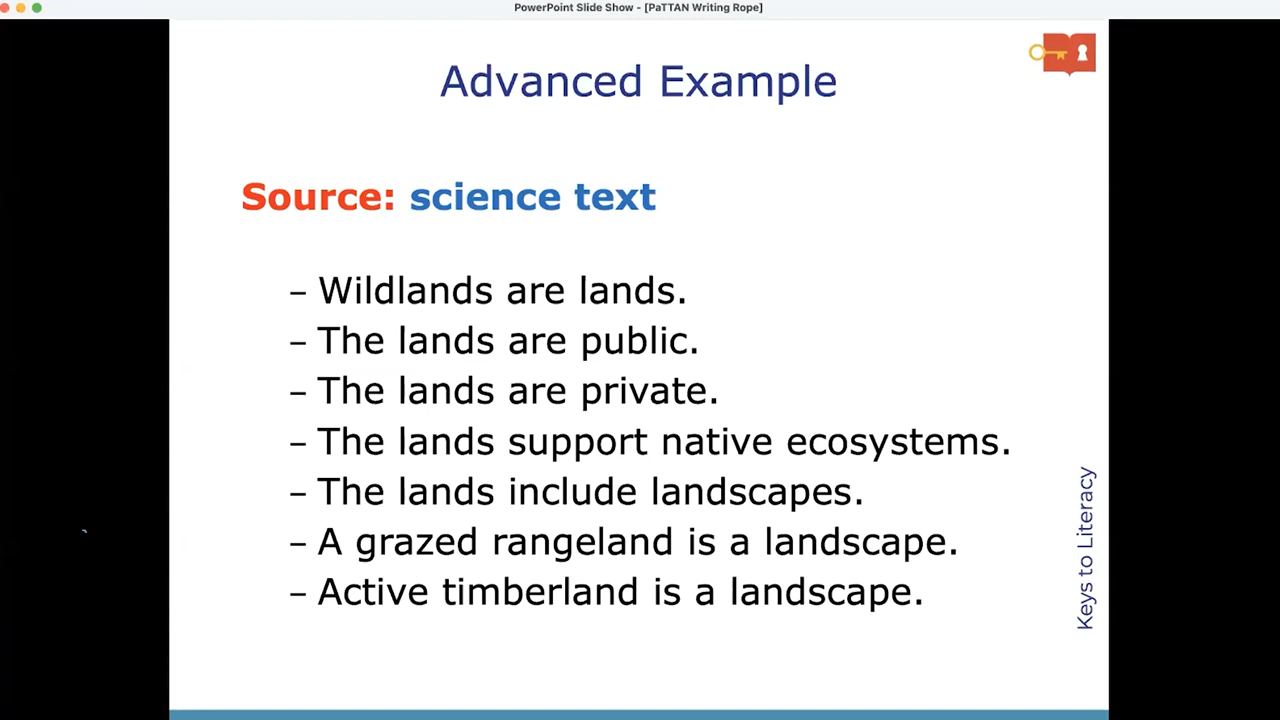 PowerPoint Slide Show - [PaTTAN Writing Rope]
Advanced Example
Source: science text
– Wildlands are lands.
– The lands are public.
– The lands are private.
– The lands support native ecosystems.
– The lands include landscapes.
– A grazed rangeland is a landscape.
– Active timberland is a landscape.
Keys to Literacy